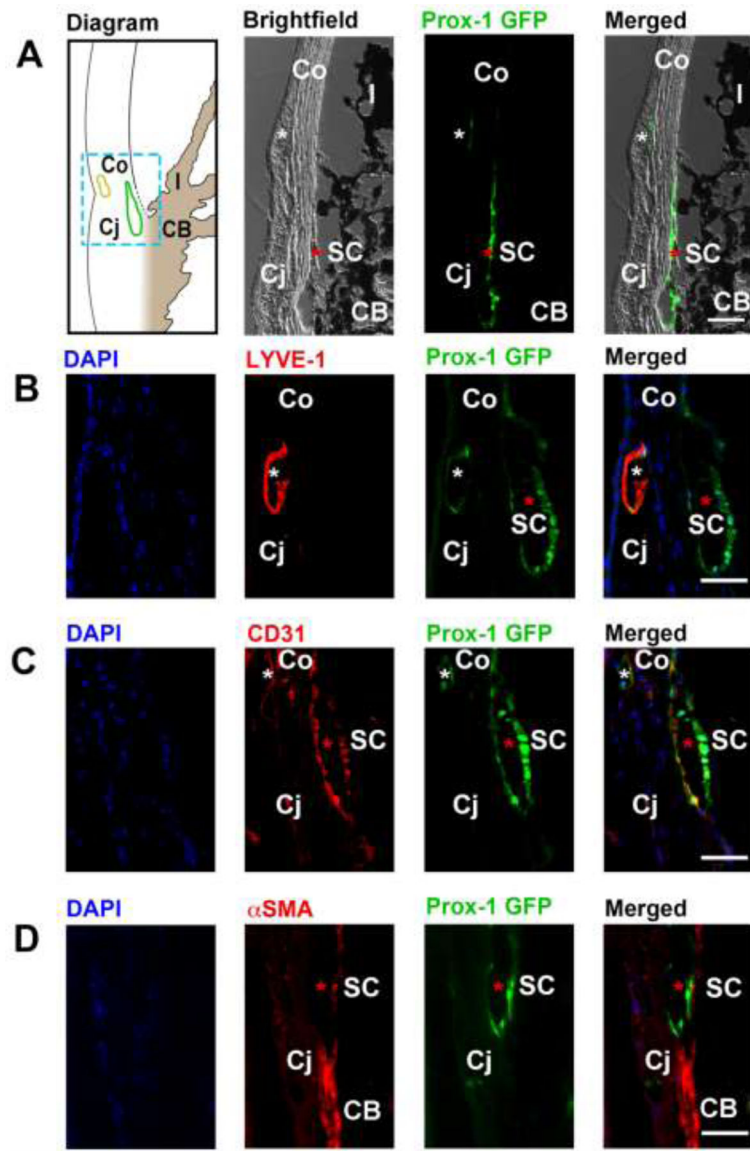 Diagram Brightfield Prox-1 GFP Merged
A
Co I Cj CB
Co * I Cj SC CB
Co * SC Cj CB
Co I * SC Cj CB
DAPI LYVE-1 Prox-1 GFP Merged
B
Co * Cj
Co * * SC Cj
Co * * SC Cj
DAPI CD31 Prox-1 GFP Merged
C
Co * SC * Cj
Co * SC * Cj
Co * * Cj
DAPI αSMA Prox-1 GFP Merged
D
* SC Cj CB
* SC Cj
* SC Cj CB